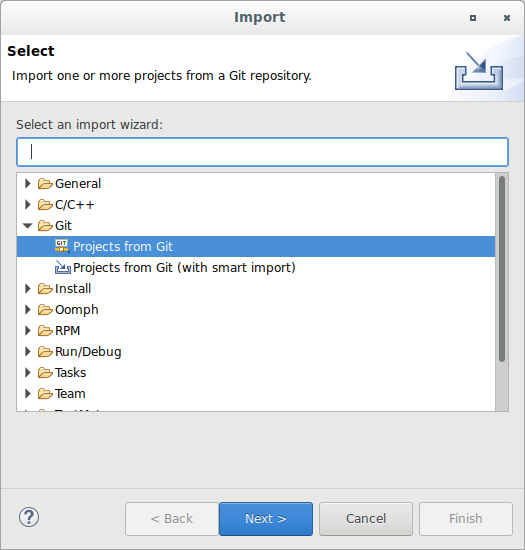 Import
Select
Import one or more projects from a Git repository.
Select an import wizard:
General
C/C++
Git
GIT Projects from Git
Projects from Git (with smart import)
Install
Oomph
RPM
Run/Debug
Tasks
Team
?
< Back
Next >
Cancel
Finish